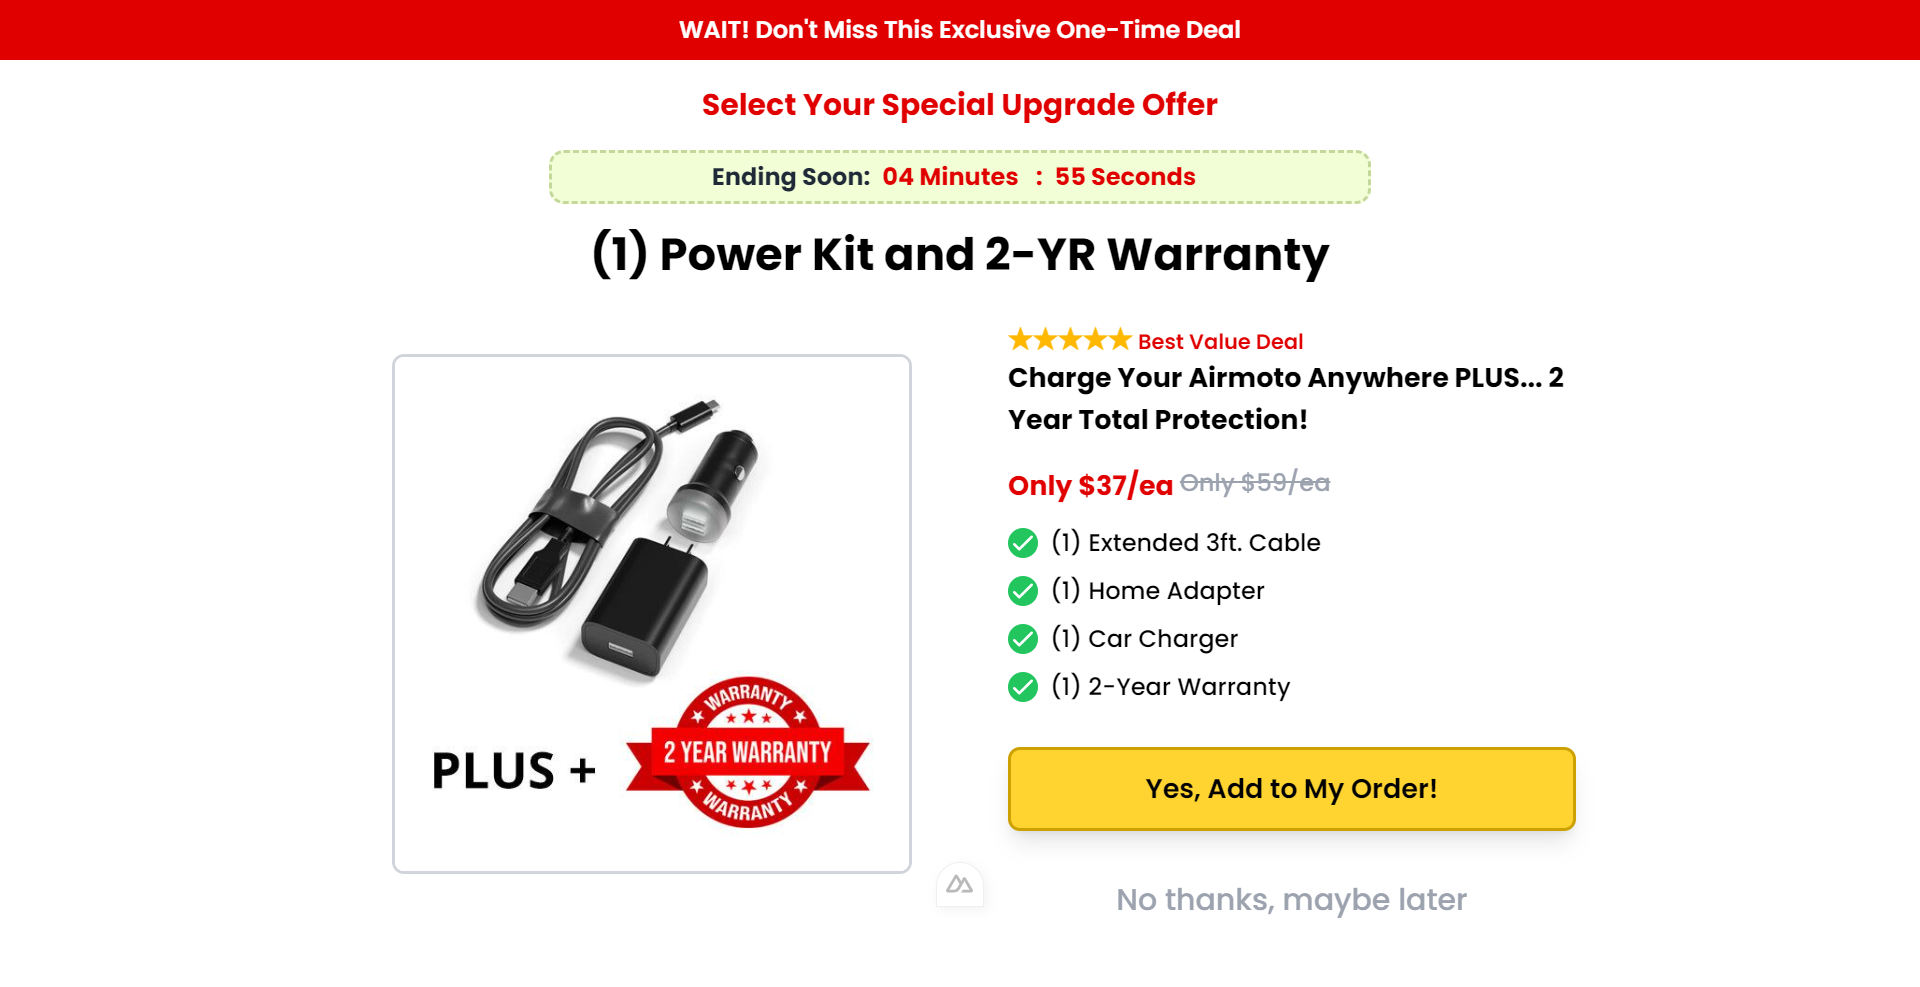 WAIT! Don't Miss This Exclusive One-Time Deal
Select Your Special Upgrade Offer
Ending Soon: 04 Minutes : 55 Seconds
(1) Power Kit and 2-YR Warranty
Best Value Deal
Charge Your Airmoto Anywhere PLUS... 2
Year Total Protection!
Only $37/ea Only $59/ea
(1) Extended 3ft. Cable
(1) Home Adapter
(1) Car Charger
(1) 2-Year Warranty
PLUS +
WARRANTY
2 YEAR WARRANTY
WARRANTY
Yes, Add to My Order!
No thanks, maybe later